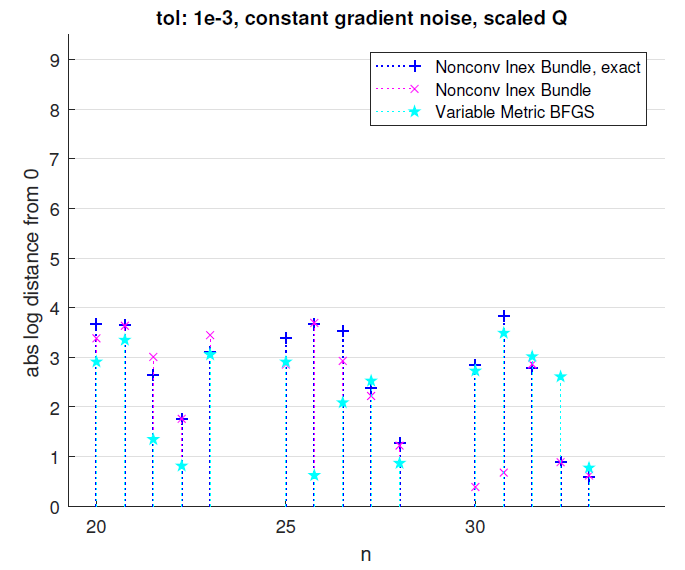 tol: 1e-3, constant gradient noise, scaled Q
Nonconv Inex Bundle, exact
Nonconv Inex Bundle
Variable Metric BFGS
abs log distance from 0
9
8
7
6
5
4
3
2
1
0
20
25
30
n